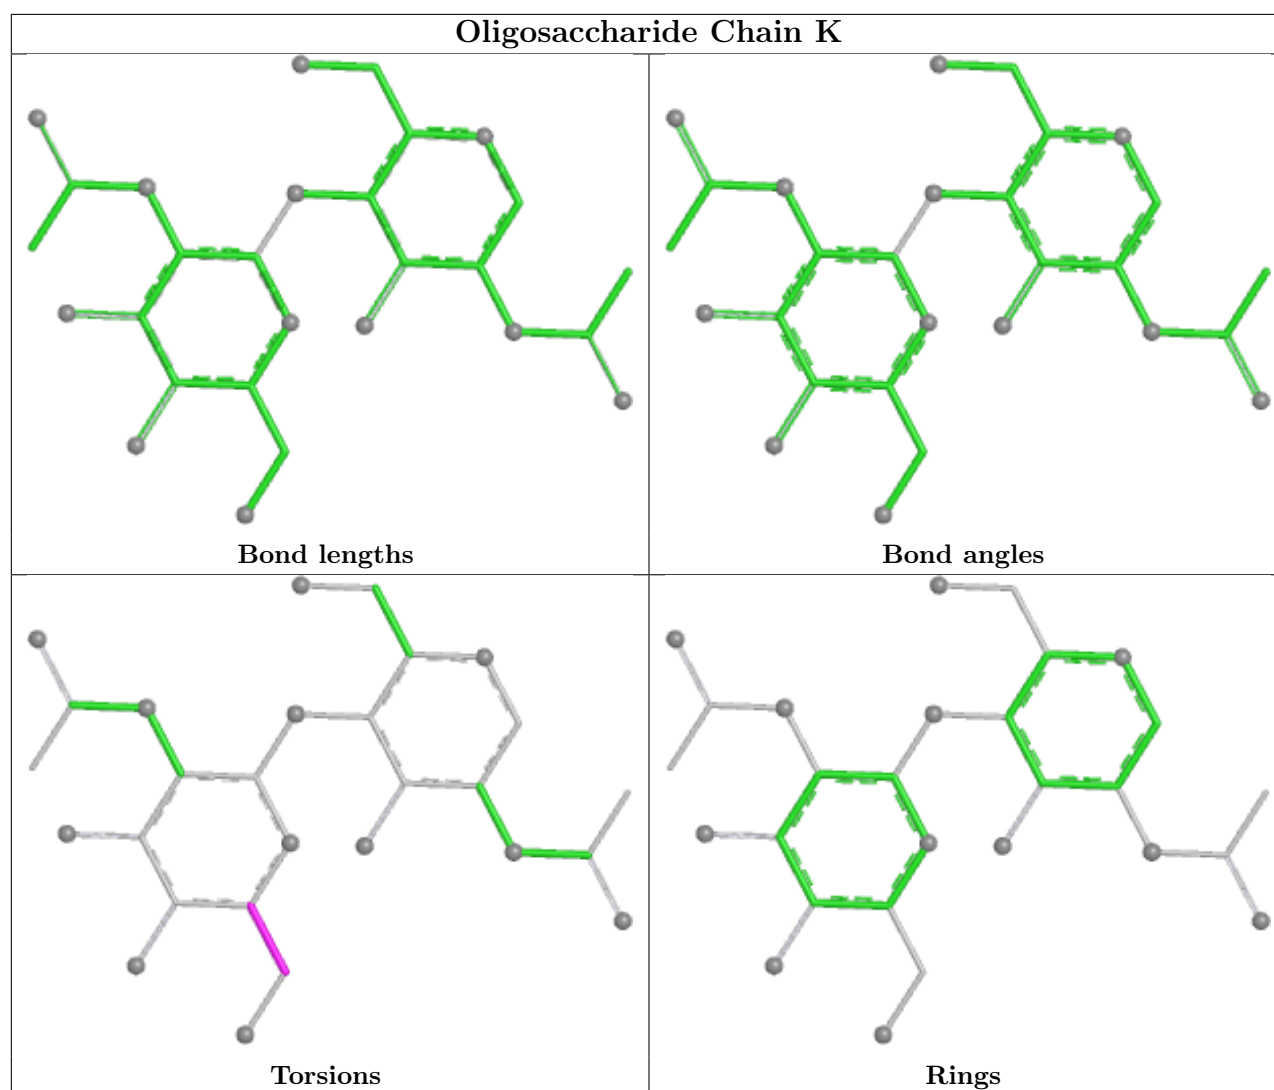 Oligosaccharide Chain K
Bond lengths
Bond angles
Torsions
Rings